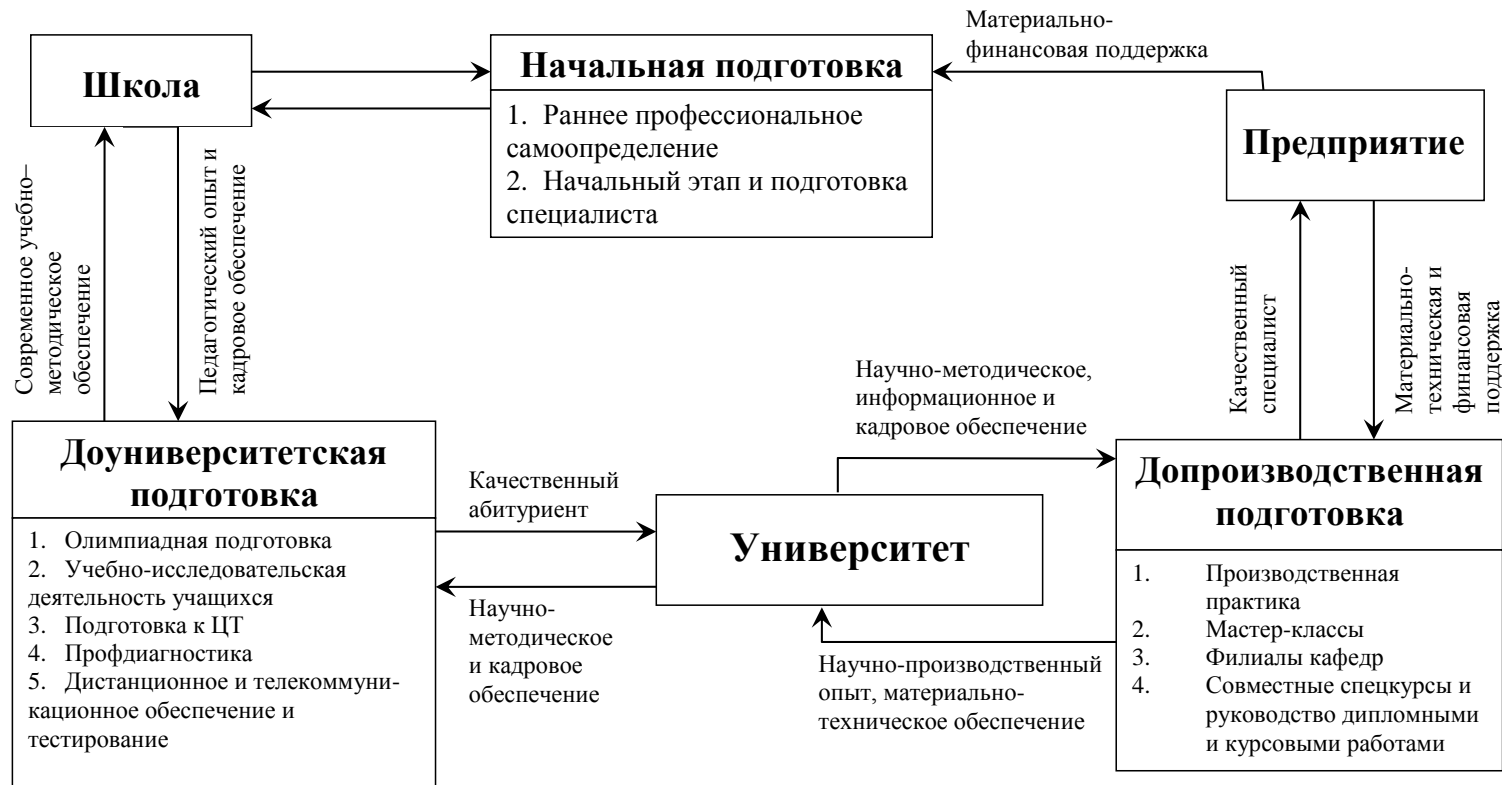 Материально-
финансовая поддержка
Школа
Начальная подготовка
1. Раннее профессиональное
самоопределение
2. Начальный этап и подготовка
специалиста
Предприятие
Современное учебно–
методическое
обеспечение
Педагогический опыт и
кадровое обеспечение
Качественный
специалист
Материально-
техническая и
финансовая
поддержка
Научно-методическое,
информационное и
кадровое обеспечение
Доуниверситетская
подготовка
1. Олимпиадная подготовка
2. Учебно-исследовательская
деятельность учащихся
3. Подготовка к ЦТ
4. Профдиагностика
5. Дистанционное и телекоммуни-
кационное обеспечение и
тестирование
Качественный
абитуриент
Университет
Научно-
методическое
и кадровое
обеспечение
Научно-производственный
опыт, материально-
техническое обеспечение
Допроизводственная
подготовка
1. Производственная
практика
2. Мастер-классы
3. Филиалы кафедр
4. Совместные спецкурсы и
руководство дипломными
и курсовыми работами